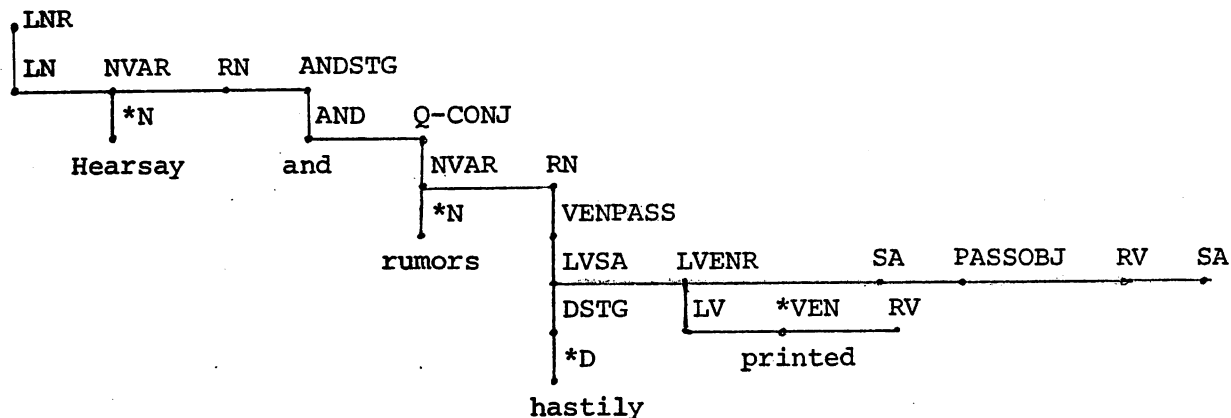 LNR
LN NVAR RN ANDSTG
*N AND Q-CONJ
Hearsay and NVAR RN
*N VENPASS
rumors LVSA LVENR SA PASSOBJ RV SA
DSTG LV *VEN RV
*D printed
hastily